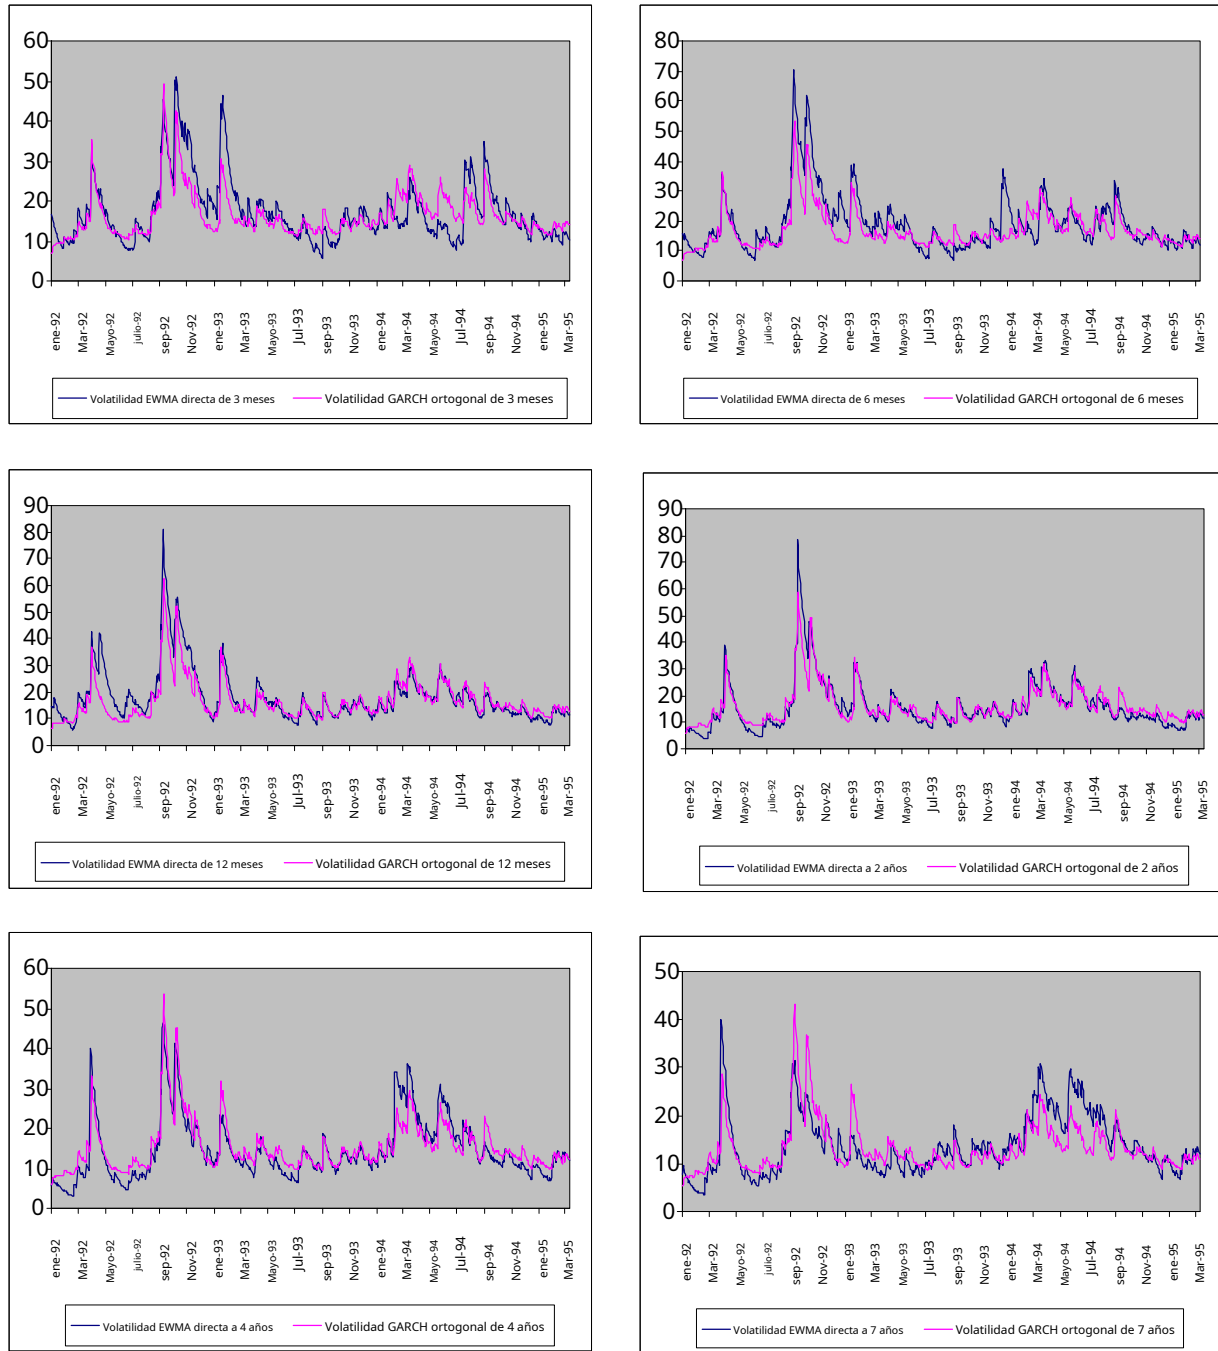 60
50
40
30
20
10
0
ene-92
Mar-92
Mayo-92
julio-92
sep-92
Nov-92
ene-93
Mar-93
Mayo-93
Jul-93
sep-93
Nov-93
ene-94
Mar-94
Mayo-94
Jul-94
sep-94
Nov-94
ene-95
Mar-95
Volatilidad EWMA directa de 3 meses Volatilidad GARCH ortogonal de 3 meses
80
70
60
50
40
30
20
10
0
ene-92
Mar-92
Mayo-92
julio-92
sep-92
Nov-92
ene-93
Mar-93
Mayo-93
Jul-93
sep-93
Nov-93
ene-94
Mar-94
Mayo-94
Jul-94
sep-94
Nov-94
ene-95
Mar-95
Volatilidad EWMA directa de 6 meses Volatilidad GARCH ortogonal de 6 meses
90
80
70
60
50
40
30
20
10
0
ene-92
Mar-92
Mayo-92
julio-92
sep-92
Nov-92
ene-93
Mar-93
Mayo-93
Jul-93
sep-93
Nov-93
ene-94
Mar-94
Mayo-94
Jul-94
sep-94
Nov-94
ene-95
Mar-95
Volatilidad EWMA directa de 12 meses Volatilidad GARCH ortogonal de 12 meses
90
80
70
60
50
40
30
20
10
0
ene-92
Mar-92
Mayo-92
julio-92
sep-92
Nov-92
ene-93
Mar-93
Mayo-93
Jul-93
sep-93
Nov-93
ene-94
Mar-94
Mayo-94
Jul-94
sep-94
Nov-94
ene-95
Mar-95
Volatilidad EWMA directa a 2 años Volatilidad GARCH ortogonal de 2 años
60
50
40
30
20
10
0
ene-92
Mar-92
Mayo-92
julio-92
sep-92
Nov-92
ene-93
Mar-93
Mayo-93
Jul-93
sep-93
Nov-93
ene-94
Mar-94
Mayo-94
Jul-94
sep-94
Nov-94
ene-95
Mar-95
Volatilidad EWMA directa a 4 años Volatilidad GARCH ortogonal de 4 años
50
40
30
20
10
0
ene-92
Mar-92
Mayo-92
julio-92
sep-92
Nov-92
ene-93
Mar-93
Mayo-93
Jul-93
sep-93
Nov-93
ene-94
Mar-94
Mayo-94
Jul-94
sep-94
Nov-94
ene-95
Mar-95
Volatilidad EWMA directa a 7 años Volatilidad GARCH ortogonal de 7 años